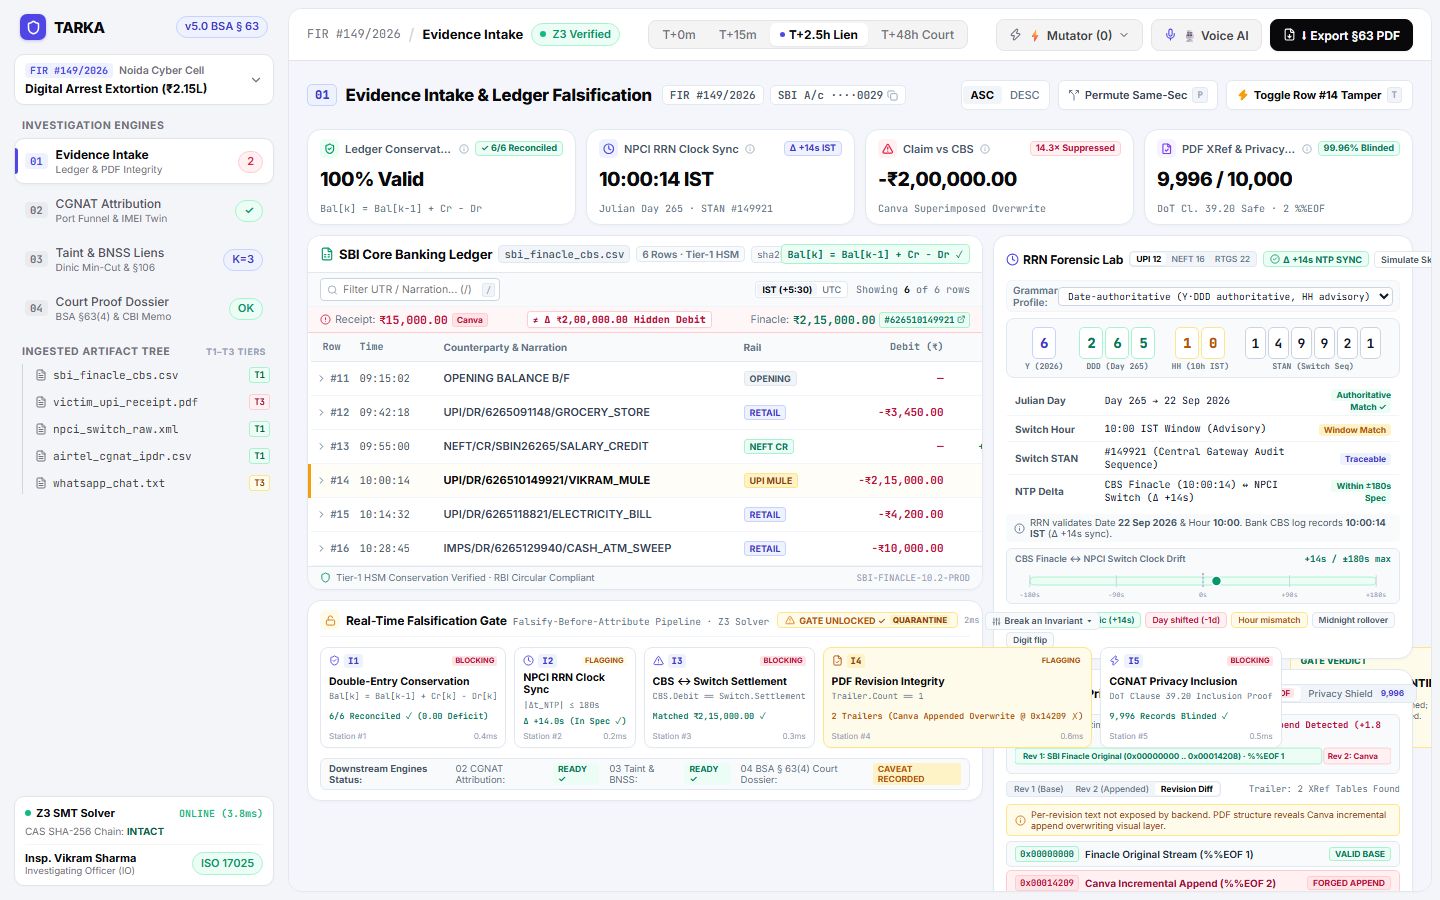 TARKA
v5.0 BSA § 63
FIR #149/2026 Noida Cyber Cell
Digital Arrest Extortion (₹2.15L)
INVESTIGATION ENGINES
01 Evidence Intake 2
Ledger & PDF Integrity
02 CGNAT Attribution ✓
Port Funnel & IMEI Twin
03 Taint & BNSS Liens K=3
Dinic Min-Cut & §106
04 Court Proof Dossier OK
BSA §63(4) & CBI Memo
INGESTED ARTIFACT TREE T1–T3 TIERS
sbi_finacle_cbs.csv T1
victim_upi_receipt.pdf T3
npci_switch_raw.xml T1
airtel_cgnat_ipdr.csv T1
whatsapp_chat.txt T3
Z3 SMT Solver ONLINE (3.8ms)
CAS SHA-256 Chain: INTACT
Insp. Vikram Sharma
Investigating Officer (IO)
ISO 17025
FIR #149/2026 / Evidence Intake Z3 Verified
T+0m T+15m T+2.5h Lien T+48h Court
Mutator (0) Voice AI Export §63 PDF
01 Evidence Intake & Ledger Falsification FIR #149/2026 SBI A/c ····0029
ASC DESC Permute Same-Sec P Toggle Row #14 Tamper T
Ledger Conservat... ✓ 6/6 Reconciled
100% Valid
Bal[k] = Bal[k-1] + Cr - Dr
NPCI RRN Clock Sync Δ +14s IST
10:00:14 IST
Julian Day 265 · STAN #149921
Claim vs CBS 14.3× Suppressed
-₹2,00,000.00
Canva Superimposed Overwrite
PDF XRef & Privacy... 99.96% Blinded
9,996 / 10,000
DoT Cl. 39.20 Safe · 2 %%EOF
SBI Core Banking Ledger sbi_finacle_cbs.csv 6 Rows · Tier-1 HSM sha2 Bal[k] = Bal[k-1] + Cr - Dr ✓
Filter UTR / Narration... (/) /
IST (+5:30) UTC Showing 6 of 6 rows
Receipt: ₹15,000.00 Canva ≠ Δ ₹2,00,000.00 Hidden Debit Finacle: ₹2,15,000.00 #626510149921
Row Time Counterparty & Narration Rail Debit (₹)
#11 09:15:02 OPENING BALANCE B/F OPENING —
#12 09:42:18 UPI/DR/6265091148/GROCERY_STORE RETAIL -₹3,450.00
#13 09:55:00 NEFT/CR/SBIN26265/SALARY_CREDIT NEFT CR — +
#14 10:00:14 UPI/DR/626510149921/VIKRAM_MULE UPI MULE -₹2,15,000.00
#15 10:14:32 UPI/DR/6265118821/ELECTRICITY_BILL RETAIL -₹4,200.00
#16 10:28:45 IMPS/DR/6265129940/CASH_ATM_SWEEP RETAIL -₹10,000.00
Tier-1 HSM Conservation Verified · RBI Circular Compliant SBI-FINACLE-10.2-PROD
Real-Time Falsification Gate Falsify-Before-Attribute Pipeline · Z3 Solver GATE UNLOCKED ✓ QUARANTINE 2ms
Break an Invariant
I1 BLOCKING
Double-Entry Conservation
Bal[k] = Bal[k-1] + Cr[k] - Dr[k]
6/6 Reconciled ✓ (0.00 Deficit)
Station #1 0.4ms
I2 FLAGGING
NPCI RRN Clock Sync
|Δt_NTP| ≤ 180s
Δ +14.0s (In Spec ✓)
Station #2 0.2ms
I3 BLOCKING
CBS ↔ Switch Settlement
CBS.Debit == Switch.Settlement
Matched ₹2,15,000.00 ✓
Station #3 0.3ms
I4 FLAGGING
PDF Revision Integrity
Trailer.Count == 1
2 Trailers (Canva Appended Overwrite @ 0x14209 ✗)
Station #4 0.6ms
I5 BLOCKING
CGNAT Privacy Inclusion
DoT Clause 39.20 Inclusion Proof
9,996 Records Blinded ✓
Station #5 0.5ms
Downstream Engines Status: 02 CGNAT Attribution: READY ✓ 03 Taint & BNSS: READY ✓ 04 BSA § 63(4) Court Dossier: CAVEAT RECORDED
RRN Forensic Lab UPI 12 NEFT 16 RTGS 22 Δ +14s NTP SYNC Simulate Sk
Grammar Profile: Date-authoritative (Y·DDD authoritative, HH advisory)
6 2 6 5 1 0 1 4 9 9 2 1
Y (2026) DDD (Day 265) HH (10h IST) STAN (Switch Seq)
Julian Day Day 265 → 22 Sep 2026 Authoritative Match ✓
Switch Hour 10:00 IST Window (Advisory) Window Match
Switch STAN #149921 (Central Gateway Audit Sequence) Traceable
NTP Delta CBS Finacle (10:00:14) ↔ NPCI Switch (Δ +14s) Within ±180s Spec
RRN validates Date 22 Sep 2026 & Hour 10:00. Bank CBS log records 10:00:14 IST (Δ +14s sync).
CBS Finacle ↔ NPCI Switch Clock Drift +14s / ±180s max
-180s -90s 0s +90s +180s
ic (+14s) Day shifted (-1d) Hour mismatch Midnight rollover
Digit flip
GATE VERDICT
Privacy Shield 9,996
end Detected (+1.8
Rev 1: SBI Finacle Original (0x00000000 .. 0x00014208) · %%EOF 1 Rev 2: Canva
Rev 1 (Base) Rev 2 (Appended) Revision Diff Trailer: 2 XRef Tables Found
Per-revision text not exposed by backend. PDF structure reveals Canva incremental append overwriting visual layer.
0x00000000 Finacle Original Stream (%%EOF 1) VALID BASE
0x00014209 Canva Incremental Append (%%EOF 2) FORGED APPEND